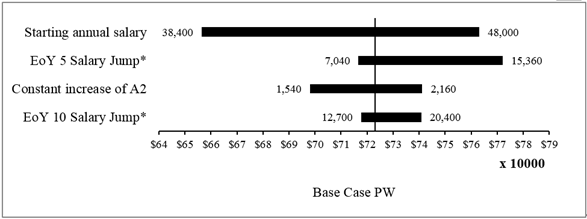 Starting annual salary 38,400 48,000
EoY 5 Salary Jump* 7,040 15,360
Constant increase of A2 1,540 2,160
EoY 10 Salary Jump* 12,700 20,400
$64 $65 $66 $67 $68 $69 $70 $71 $72 $73 $74 $75 $76 $77 $78 $79
x 10000
Base Case PW